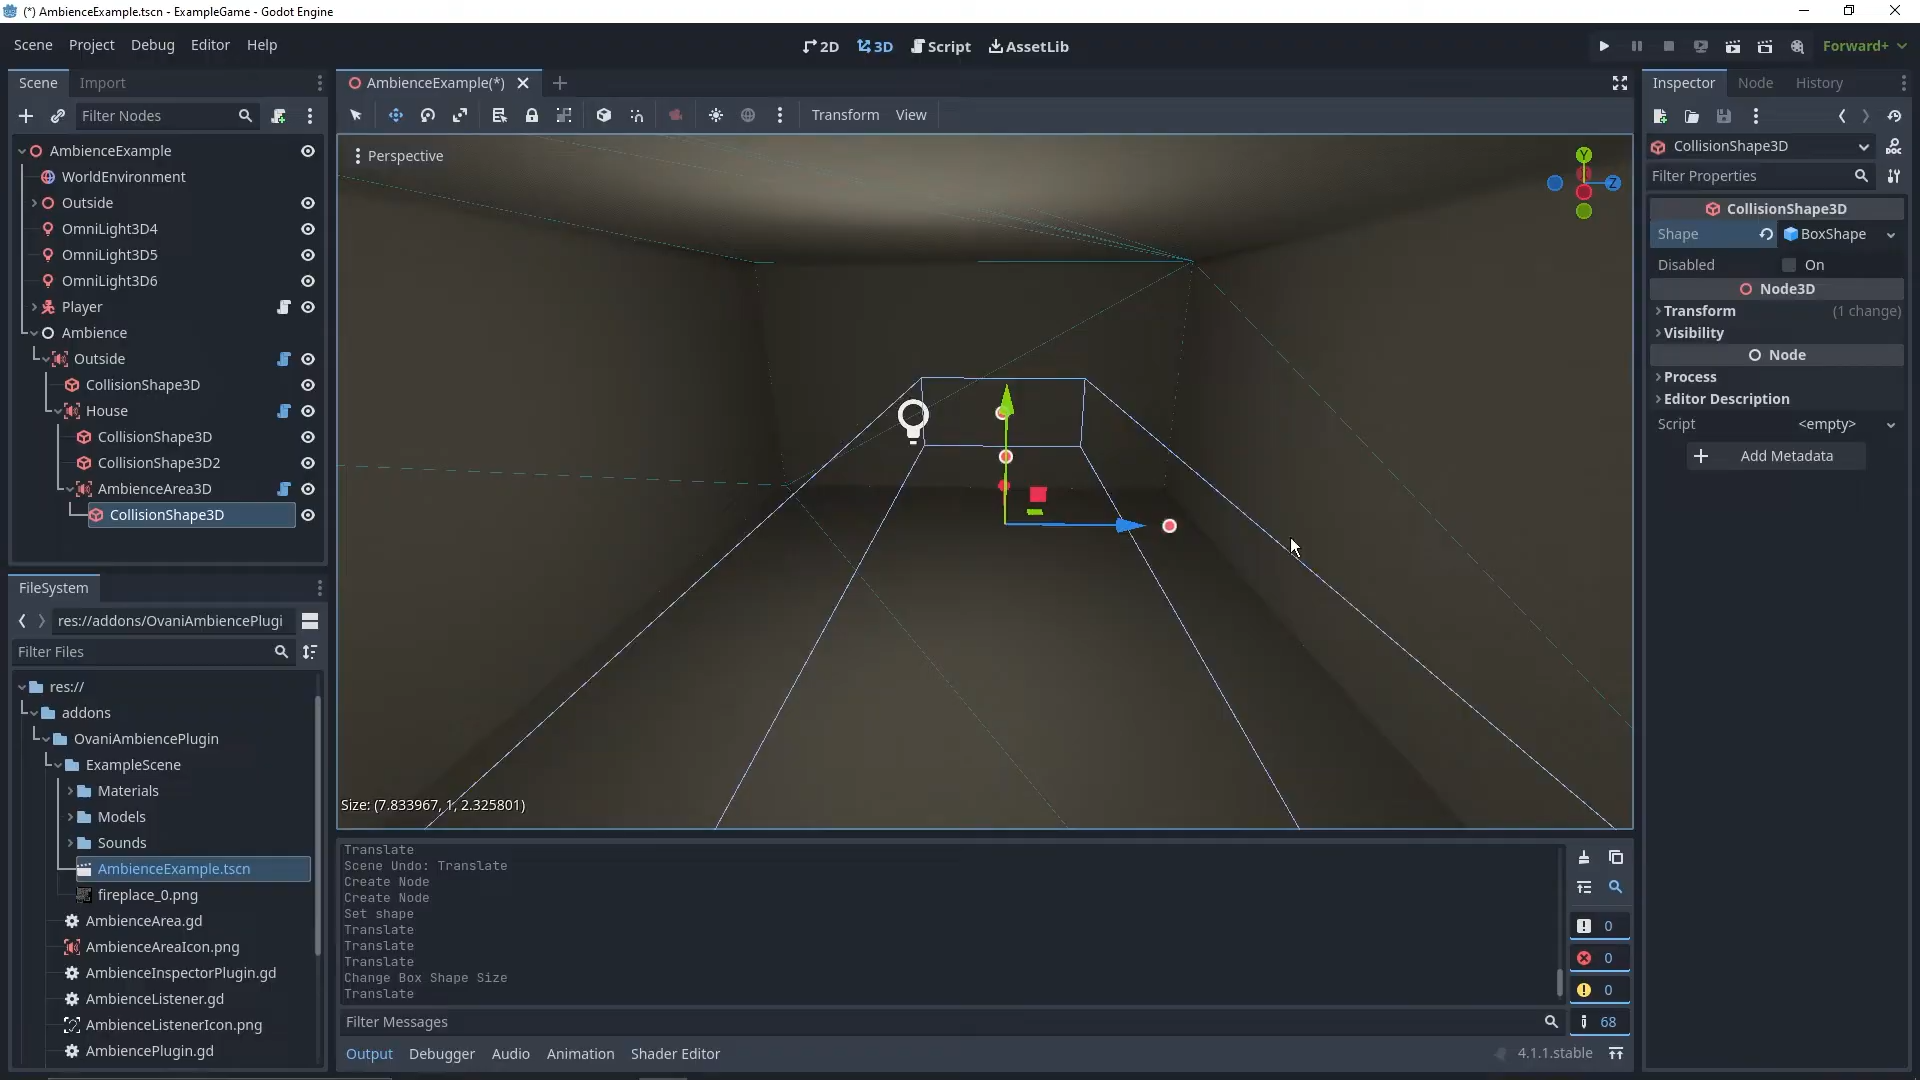 (*) AmbienceExample.tscn - ExampleGame - Godot Engine
Scene Project Debug Editor Help
2D 3D Script AssetLib
Forward+
Scene Import
Filter Nodes
AmbienceExample
WorldEnvironment
Outside
OmniLight3D4
OmniLight3D5
OmniLight3D6
Player
Ambience
Outside
CollisionShape3D
House
CollisionShape3D
CollisionShape3D2
AmbienceArea3D
CollisionShape3D
FileSystem
res://addons/OvaniAmbiencePlugi
Filter Files
res://
addons
OvaniAmbiencePlugin
ExampleScene
Materials
Models
Sounds
AmbienceExample.tscn
fireplace_0.png
AmbienceArea.gd
AmbienceAreaIcon.png
AmbienceInspectorPlugin.gd
AmbienceListener.gd
AmbienceListenerIcon.png
AmbiencePlugin.gd
AmbienceExample(*)
Transform View
Perspective
Y
Z
Size: (7.833967, 1, 2.325801)
Translate
Scene Undo: Translate
Create Node
Create Node
Set shape
Translate
Translate
Translate
Change Box Shape Size
Translate
0
0
0
68
Filter Messages
Output Debugger Audio Animation Shader Editor
4.1.1.stable
Inspector Node History
CollisionShape3D
Filter Properties
CollisionShape3D
Shape BoxShape
Disabled On
Node3D
Transform (1 change)
Visibility
Node
Process
Editor Description
Script <empty>
Add Metadata